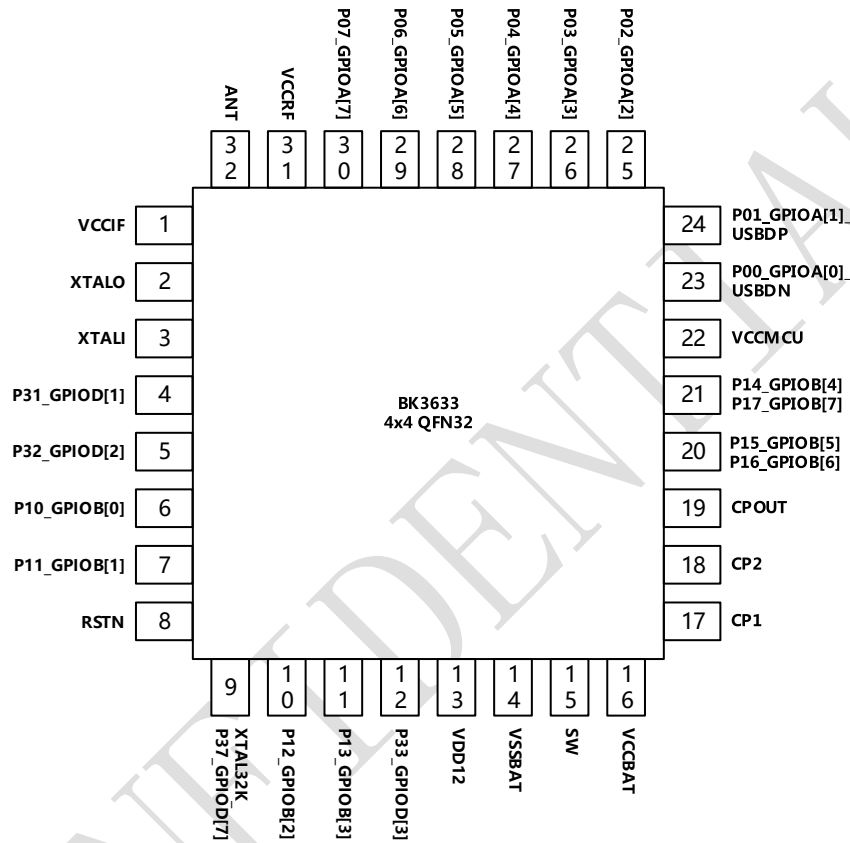 P07_GPIOA[7]
P06_GPIOA[6]
P05_GPIOA[5]
P04_GPIOA[4]
P03_GPIOA[3]
P02_GPIOA[2]
ANT
VCCRF
32
31
30
29
28
27
26
25
VCCIF 1
XTALO 2
XTALI 3
P31_GPIOD[1] 4
P32_GPIOD[2] 5
P10_GPIOB[0] 6
P11_GPIOB[1] 7
RSTN 8
BK3633
4x4 QFN32
24 P01_GPIOA[1]_
USBDP
23 P00_GPIOA[0]_
USBDN
22 VCCMCU
21 P14_GPIOB[4]
P17_GPIOB[7]
20 P15_GPIOB[5]
P16_GPIOB[6]
19 CPOUT
18 CP2
17 CP1
9
10
11
12
13
14
15
16
XTAL32K
P37_GPIOD[7]
P12_GPIOB[2]
P13_GPIOB[3]
P33_GPIOD[3]
VDD12
VSSBAT
SW
VCCBAT
NFIDENTIAL